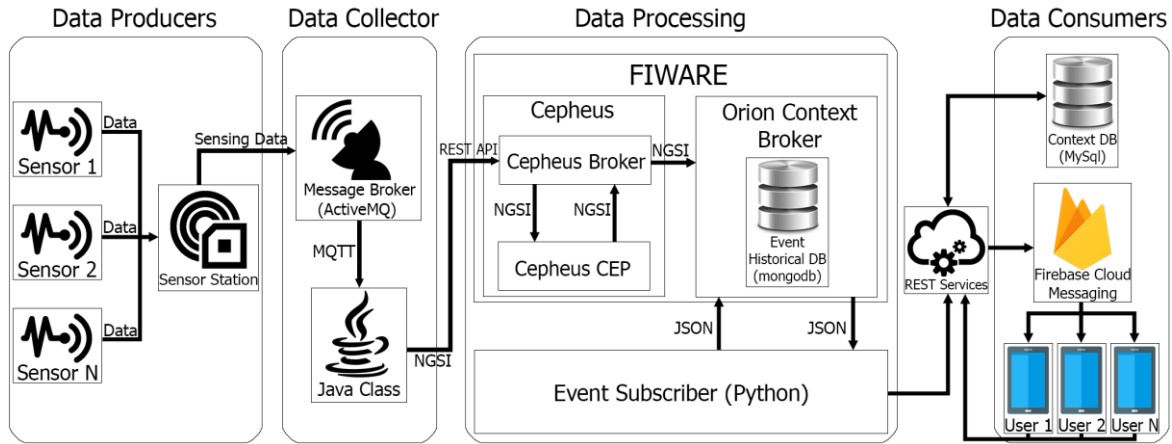 Data Producers
Data Collector
Data Processing
Data Consumers
Data
Sensor 1
Data
Sensor 2
Data
Sensor N
Sensor Station
Sensing Data
Message Broker
(ActiveMQ)
MQTT
Java Class
NGSI
REST API
FIWARE
Cepheus
Cepheus Broker
NGSI
NGSI
Cepheus CEP
NGSI
Orion Context
Broker
Event
Historical DB
(mongodb)
JSON
JSON
Event Subscriber (Python)
REST Services
Context DB
(MySql)
Firebase Cloud
Messaging
User 1
User 2
User N